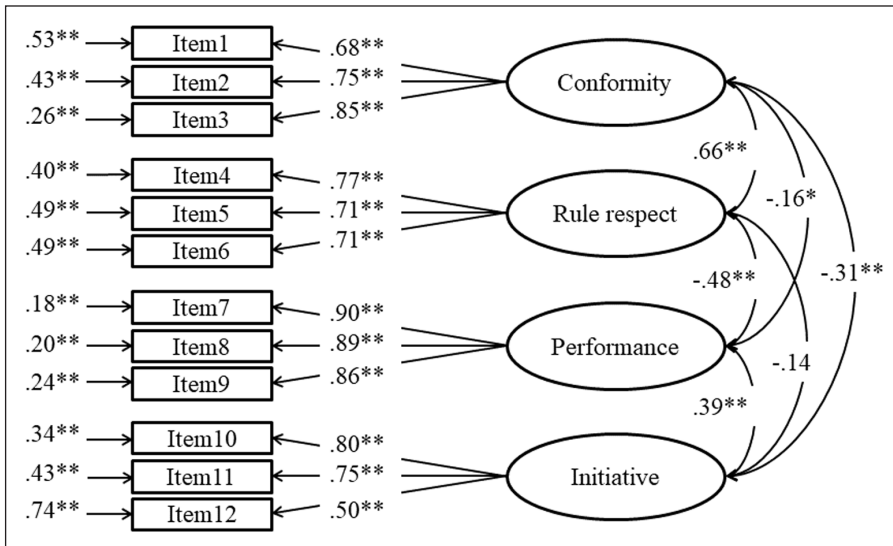 .53** Item1 .68**
.43** Item2 .75** Conformity
.26** Item3 .85**
.66**
.40** Item4 .77**
-.16*
.49** Item5 .71** Rule respect
.49** Item6 .71**
-.48** -.31**
.18** Item7 .90**
.20** Item8 .89** Performance
-.14
.24** Item9 .86**
.39**
.34** Item10 .80**
.43** Item11 .75** Initiative
.74** Item12 .50**